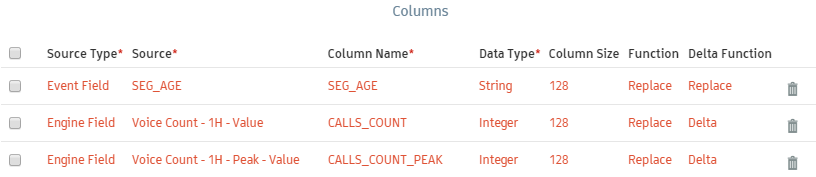 Columns
Source Type* Source* Column Name* Data Type* Column Size Function Delta Function
Event Field SEG_AGE SEG_AGE String 128 Replace Replace
Engine Field Voice Count - 1H - Value CALLS_COUNT Integer 128 Replace Delta
Engine Field Voice Count - 1H - Peak - Value CALLS_COUNT_PEAK Integer 128 Replace Delta